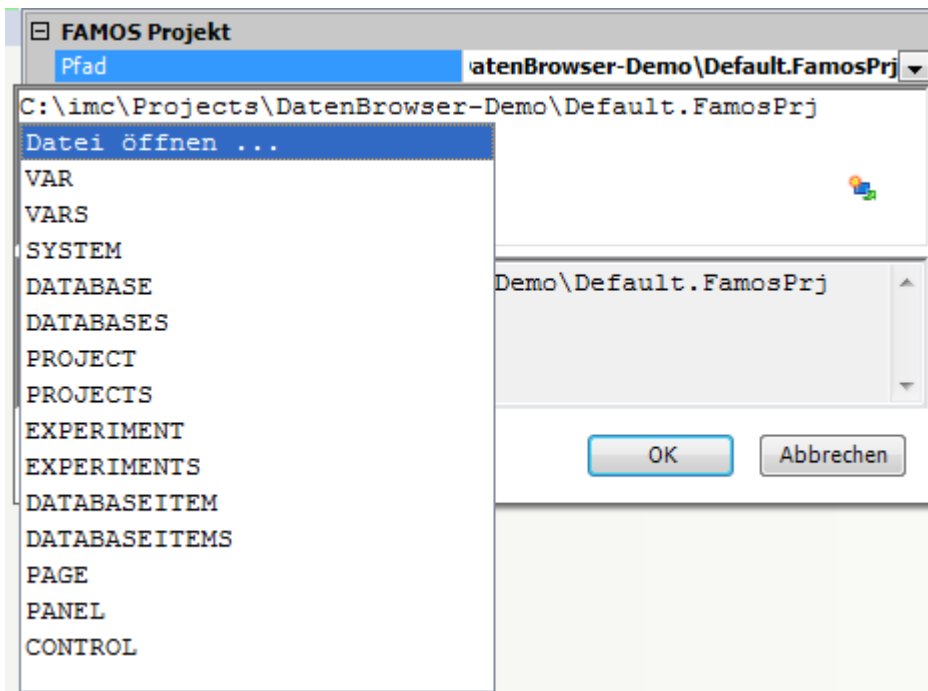 FAMOS Projekt
Pfad
atenBrowser-Demo\Default.FamosPrj
C:\imc\Projects\DatenBrowser-Demo\Default.FamosPrj
Datei öffnen ...
VAR
VARS
SYSTEM
DATABASE
Demo\Default.FamosPrj
DATABASES
PROJECT
PROJECTS
EXPERIMENT
EXPERIMENTS
OK
Abbrechen
DATABASEITEM
DATABASEITEMS
PAGE
PANEL
CONTROL